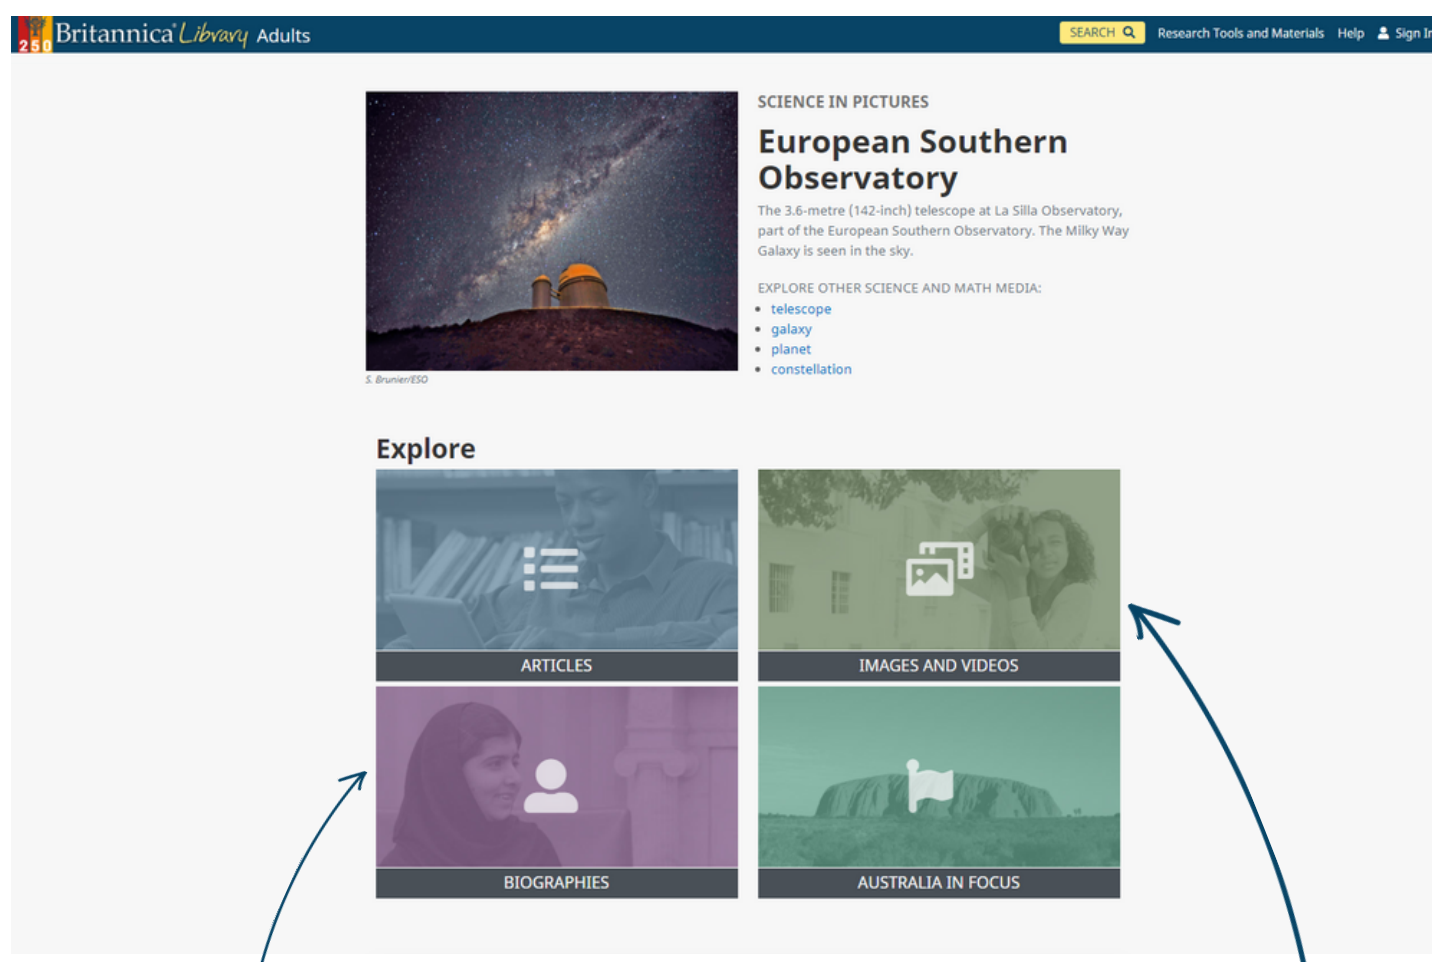 250 Britannica Library Adults
SEARCH Research Tools and Materials Help Sign In
SCIENCE IN PICTURES
European Southern
Observatory
The 3.6-metre (142-inch) telescope at La Silla Observatory,
part of the European Southern Observatory. The Milky Way
Galaxy is seen in the sky.
EXPLORE OTHER SCIENCE AND MATH MEDIA:
• telescope
• galaxy
• planet
• constellation
S. Brunier/ESO
Explore
ARTICLES
IMAGES AND VIDEOS
BIOGRAPHIES
AUSTRALIA IN FOCUS